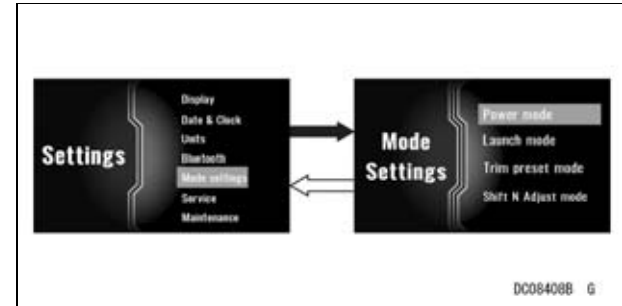 Settings
Display
Date & Clock
Units
Bluetooth
Mode settings
Service
Maintenance
Mode
Settings
Power mode
Launch mode
Trim preset mode
Shift N Adjust mode
DC08408B G